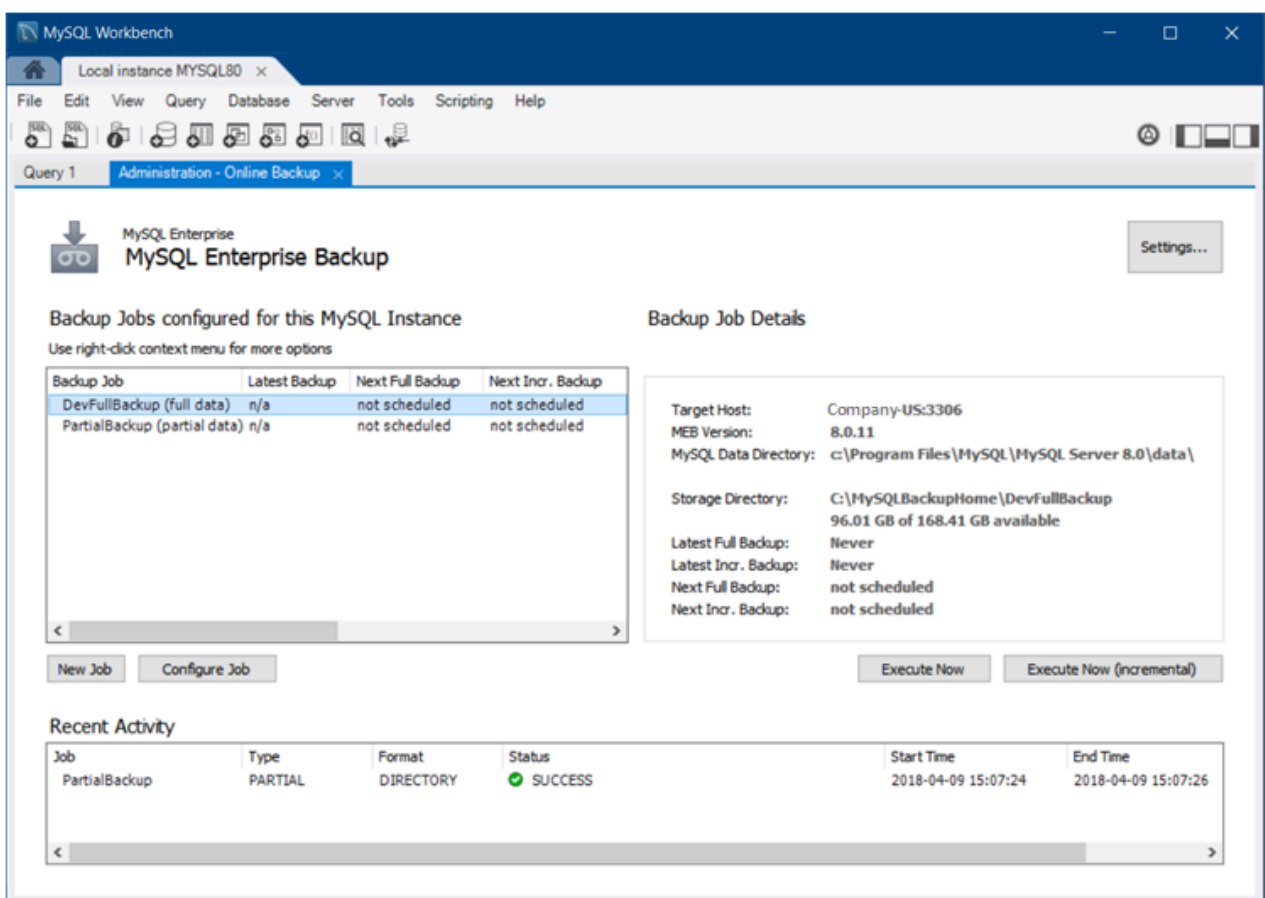 MySQL Workbench
Local instance MYSQL80
File Edit View Query Database Server Tools Scripting Help
Query 1 Administration - Online Backup
MySQL Enterprise
MySQL Enterprise Backup
Settings...
Backup Jobs configured for this MySQL Instance
Use right-click context menu for more options
Backup Job Latest Backup Next Full Backup Next Incr. Backup
DevFullBackup (full data) n/a not scheduled not scheduled
PartialBackup (partial data) n/a not scheduled not scheduled
New Job Configure Job
Backup Job Details
Target Host: Company-US:3306
MEB Version: 8.0.11
MySQL Data Directory: c:\Program Files\MySQL\MySQL Server 8.0\data\
Storage Directory: C:\MySQLBackupHome\DevFullBackup
96.01 GB of 168.41 GB available
Latest Full Backup: Never
Latest Incr. Backup: Never
Next Full Backup: not scheduled
Next Incr. Backup: not scheduled
Execute Now Execute Now (incremental)
Recent Activity
Job Type Format Status Start Time End Time
PartialBackup PARTIAL DIRECTORY SUCCESS 2018-04-09 15:07:24 2018-04-09 15:07:26